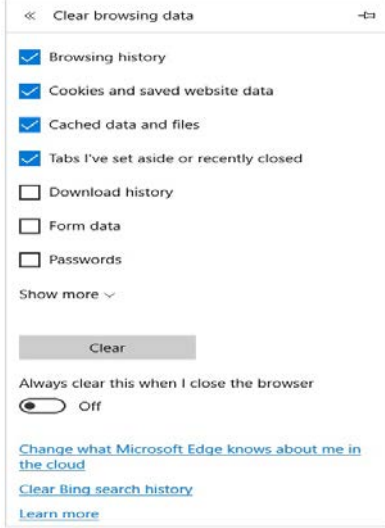 Clear browsing data
Browsing history
Cookies and saved website data
Cached data and files
Tabs I've set aside or recently closed
Download history
Form data
Passwords
Show more
Clear
Always clear this when I close the browser
Off
Change what Microsoft Edge knows about me in
the cloud
Clear Bing search history
Learn more